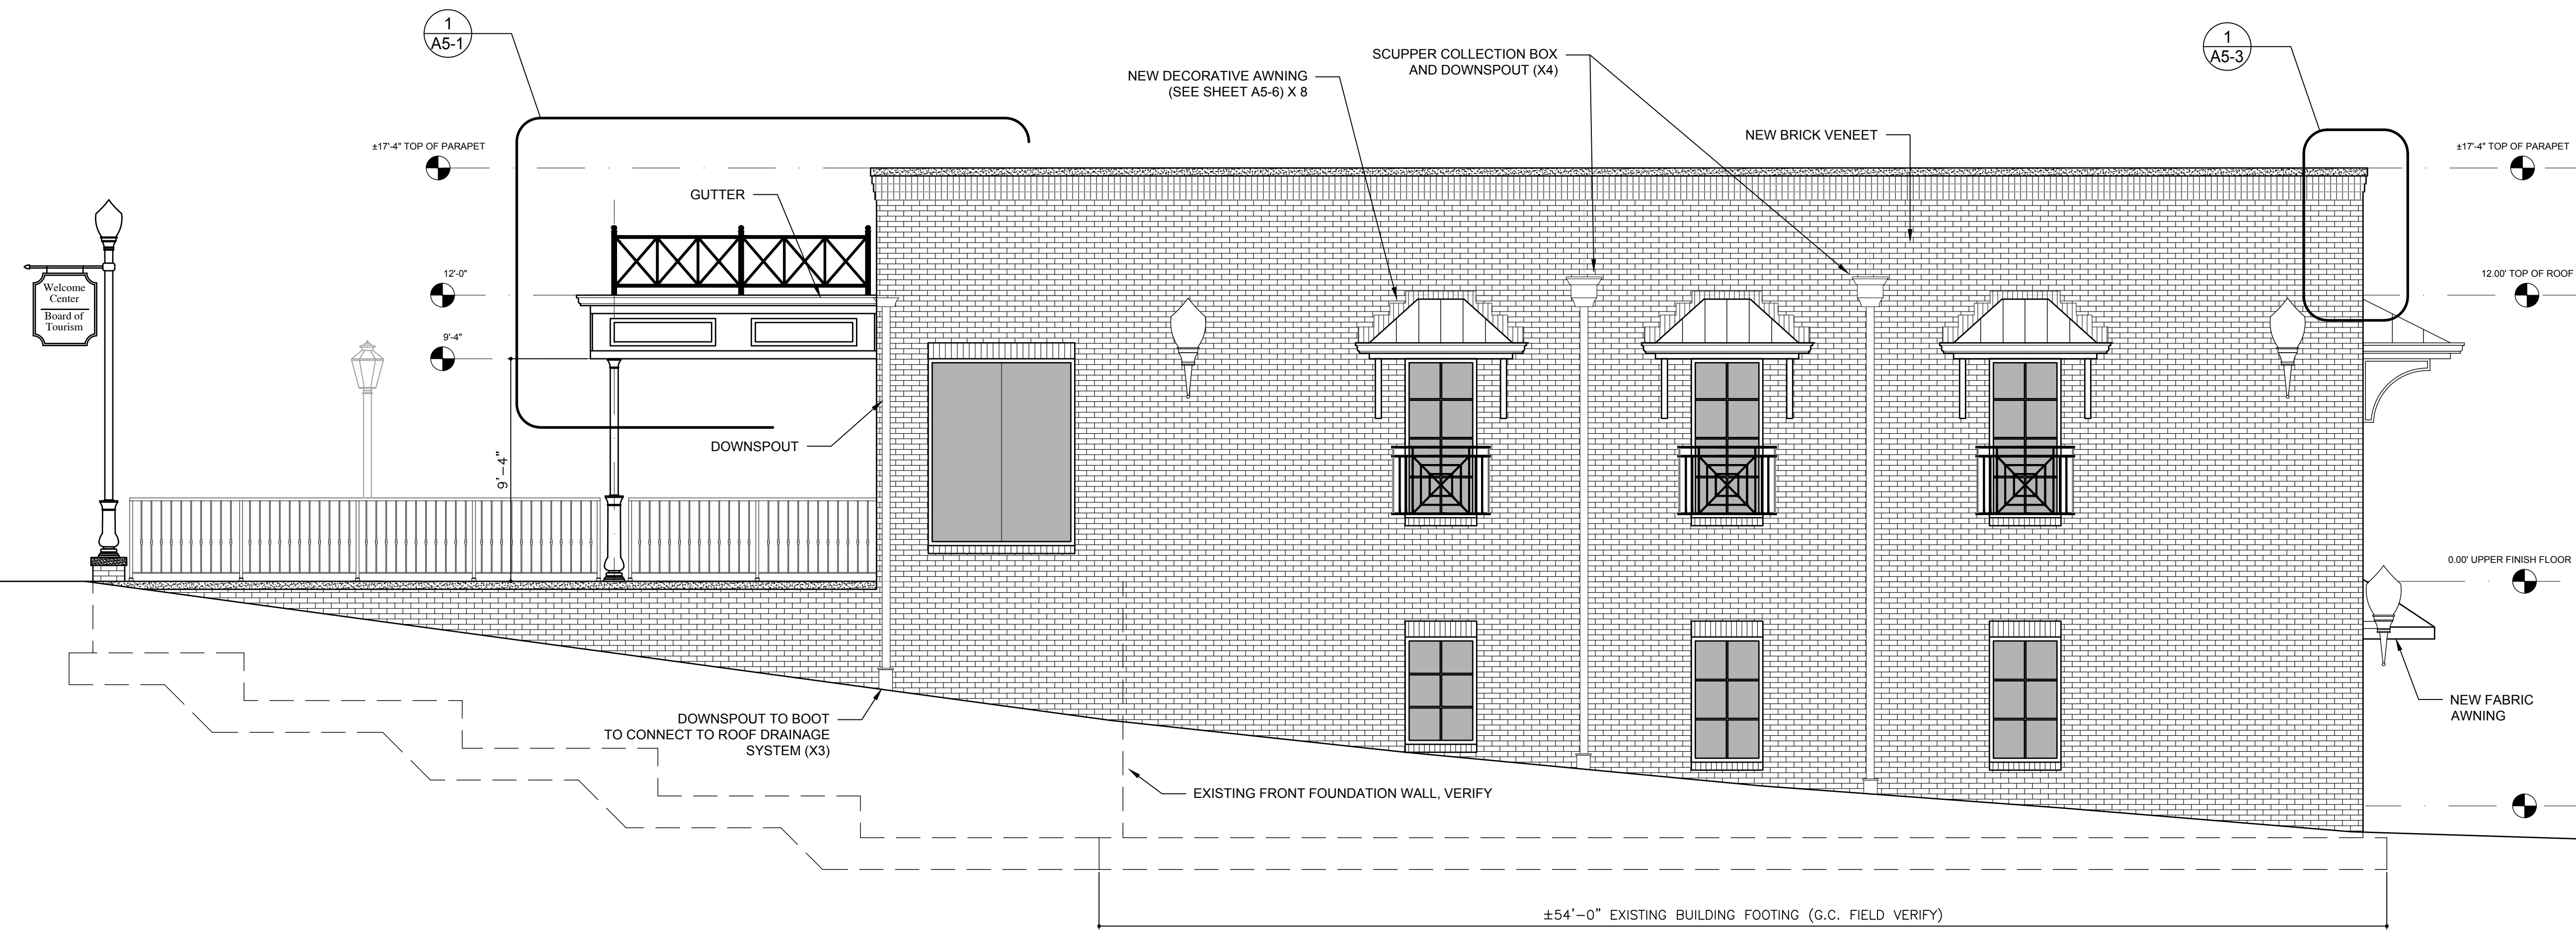 1
A5-1
1
A5-3
SCUPPER COLLECTION BOX
AND DOWNSPOUT (X4)
NEW DECORATIVE AWNING
(SEE SHEET A5-6) X 8
NEW BRICK VENEET
±17'-4" TOP OF PARAPET
±17'-4" TOP OF PARAPET
GUTTER
12'-0"
12.00' TOP OF ROOF
Welcome
Center
Board of
Tourism
9'-4"
DOWNSPOUT
9'-4"
0.00' UPPER FINISH FLOOR
NEW FABRIC
AWNING
DOWNSPOUT TO BOOT
TO CONNECT TO ROOF DRAINAGE
SYSTEM (X3)
EXISTING FRONT FOUNDATION WALL, VERIFY
±54'-0" EXISTING BUILDING FOOTING (G.C. FIELD VERIFY)